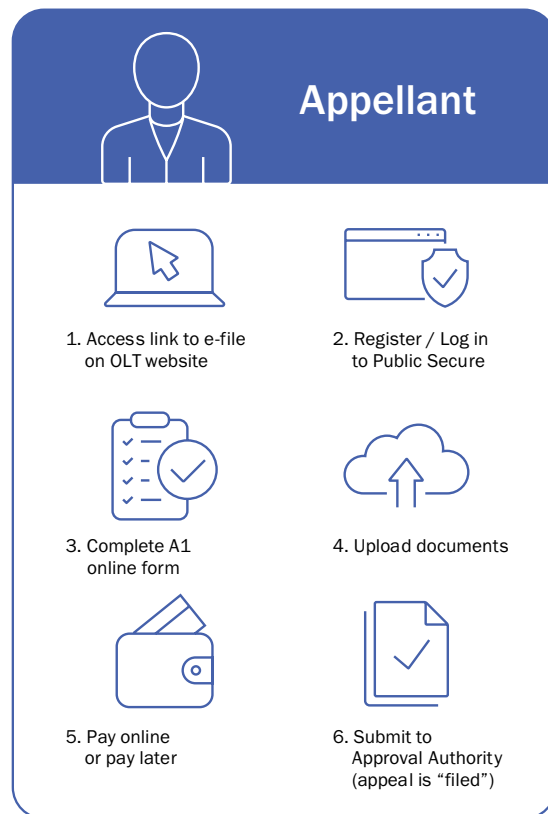 Appellant
1. Access link to e-file
on OLT website
2. Register / Log in
to Public Secure
3. Complete A1
online form
4. Upload documents
5. Pay online
or pay later
6. Submit to
Approval Authority
(appeal is “filed”)